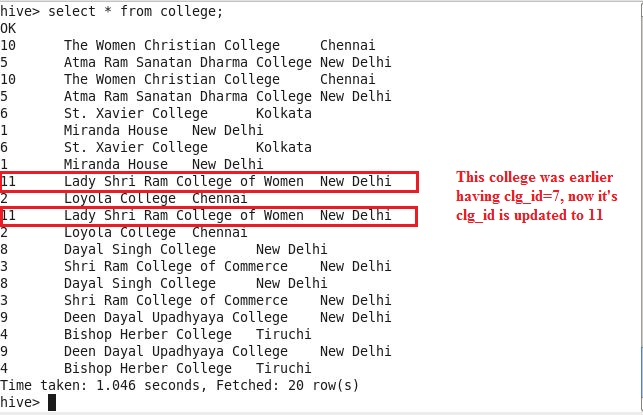 hive> select * from college;
OK
10 The Women Christian College Chennai
5 Atma Ram Sanatan Dharma College New Delhi
10 The Women Christian College Chennai
5 Atma Ram Sanatan Dharma College New Delhi
6 St. Xavier College Kolkata
1 Miranda House New Delhi
6 St. Xavier College Kolkata
1 Miranda House New Delhi
11 Lady Shri Ram College of Women New Delhi
2 Loyola College Chennai
11 Lady Shri Ram College of Women New Delhi
2 Loyola College Chennai
8 Dayal Singh College New Delhi
3 Shri Ram College of Commerce New Delhi
8 Dayal Singh College New Delhi
3 Shri Ram College of Commerce New Delhi
9 Deen Dayal Upadhyaya College New Delhi
4 Bishop Herber College Tiruchi
9 Deen Dayal Upadhyaya College New Delhi
4 Bishop Herber College Tiruchi
Time taken: 1.046 seconds, Fetched: 20 row(s)
hive>
This college was earlier
having clg_id=7, now it's
clg_id is updated to 11